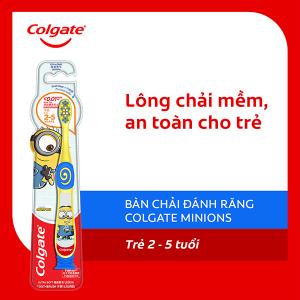 Colgate
Lông chải mềm,
an toàn cho trẻ
BÀN CHẢI ĐÁNH RĂNG
COLGATE MINIONS
Trẻ 2 - 5 tuổi
Colgate
2-5
Colgate